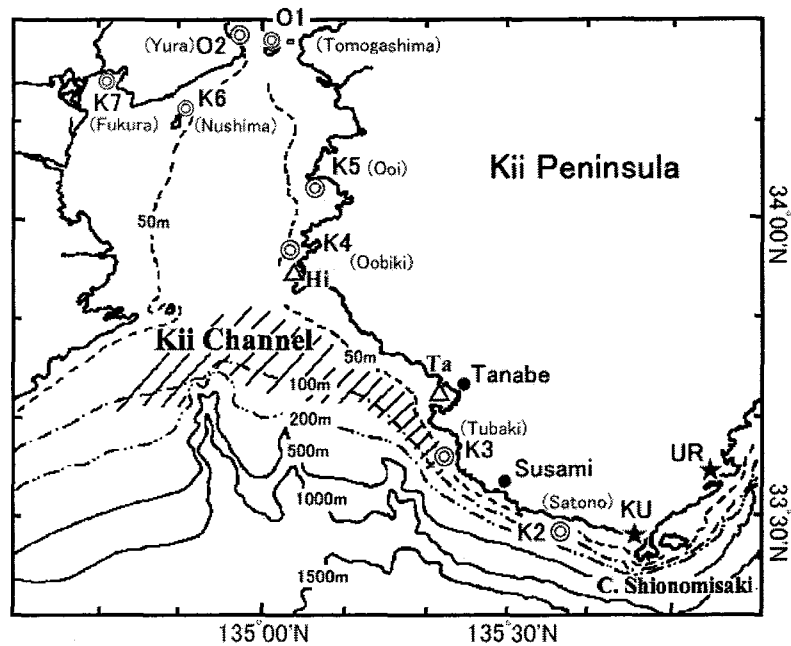 O1
(Yura) O2
(Tomogashima)
K7
(Fukura)
K6
(Nushima)
K5 (Ooi)
Kii Peninsula
50m
K4
(Oobiki)
Hi
34°00'N
Kii Channel
50m
Ta
Tanabe
100m
200m
(Tubaki)
K3
500m
Susami
UR
1000m
(Satono)
KU
K2
33°30'N
1500m
C. Shionomisaki
135°00'N
135°30'N